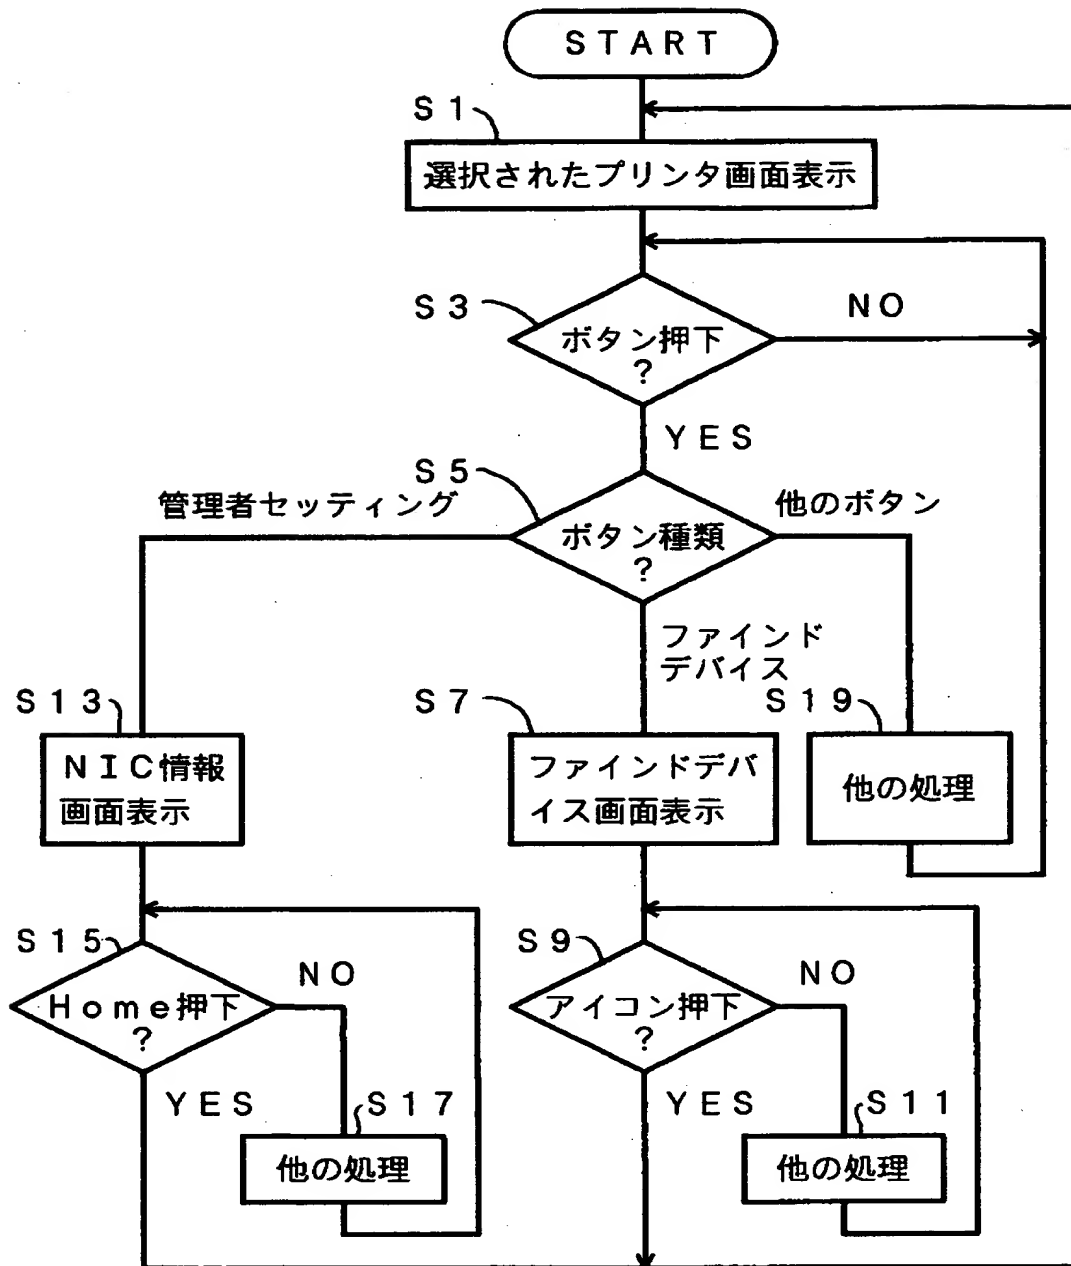 START
S1
選択されたプリンタ画面表示
S3
ボタン押下
?
NO
YES
S5
管理者セッティング
ボタン種類
?
他のボタン
ファインド
デバイス
S13
NIC情報
画面表示
S7
ファインドデバ
イス画面表示
S19
他の処理
S15
Home押下
?
NO
YES
S17
他の処理
S9
アイコン押下
?
NO
YES
S11
他の処理